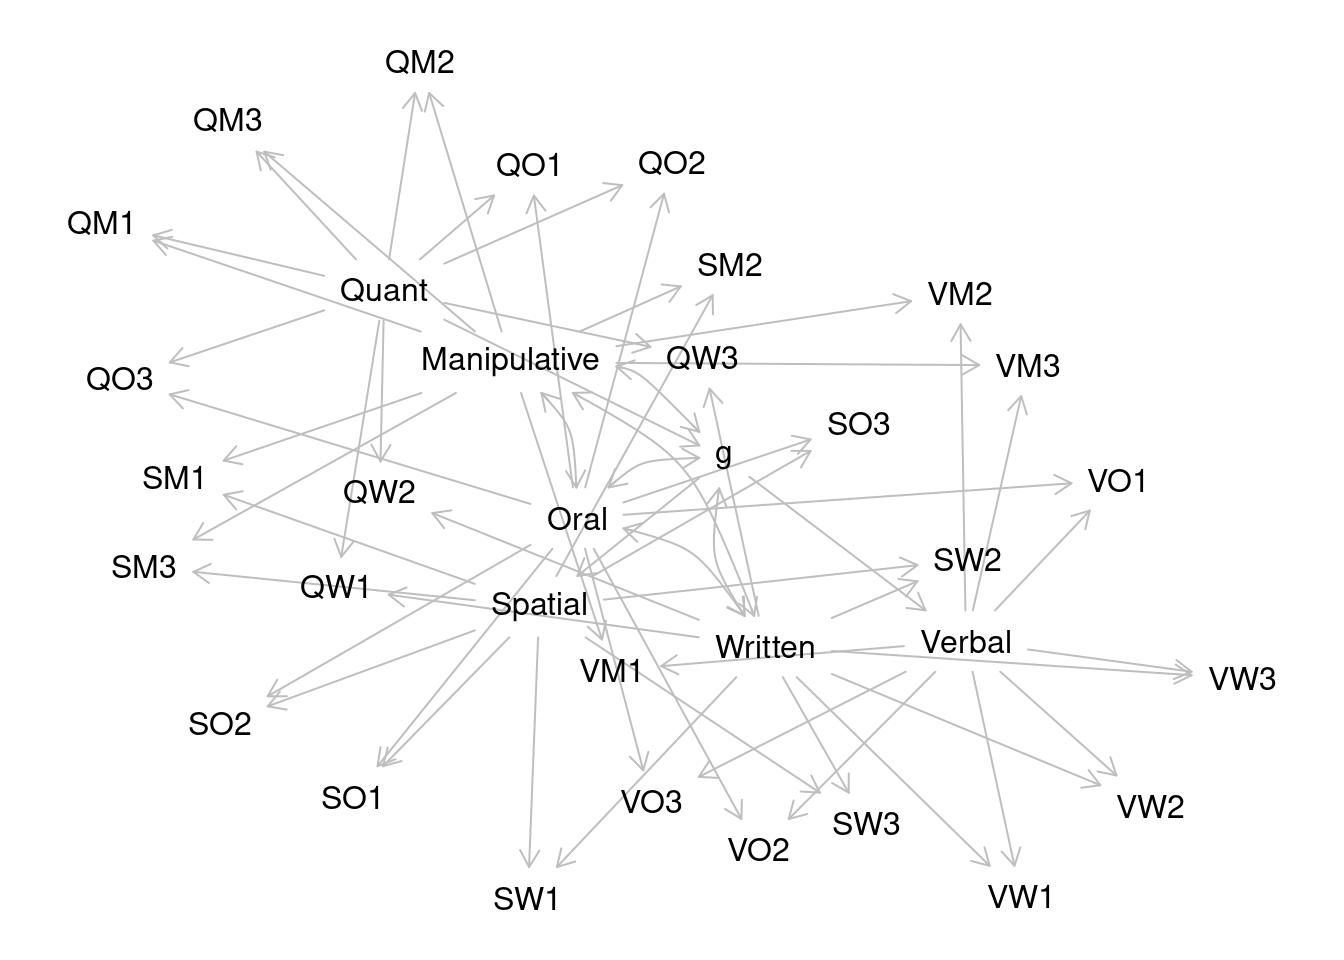 QM2
QM3
QO1
QO2
QM1
SM2
Quant
VM2
Manipulative
QW3
VM3
QO3
SO3
g
SM1
QW2
VO1
Oral
SM3
QW1
SW2
Spatial
Written
Verbal
VM1
VW3
SO2
SO1
VO3
VW2
SW3
VO2
SW1
VW1